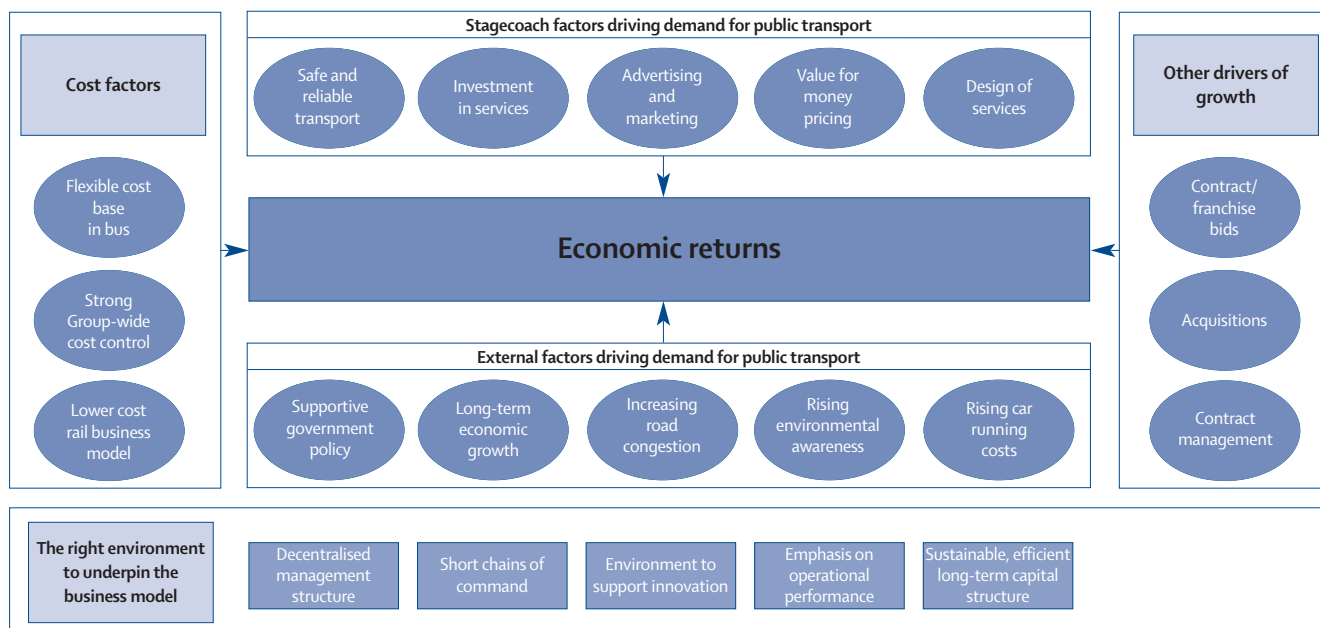 Cost factors
Flexible cost
base
in bus
Strong
Group-wide
cost control
Lower cost
rail business
model
Stagecoach factors driving demand for public transport
Safe and
reliable
transport
Investment
in services
Advertising
and
marketing
Value for
money
pricing
Design of
services
Economic returns
External factors driving demand for public transport
Supportive
government
policy
Long-term
economic
growth
Increasing
road
congestion
Rising
environmental
awareness
Rising car
running
costs
Other drivers of
growth
Contract/
franchise
bids
Acquisitions
Contract
management
The right environment
to underpin the
business model
Decentralised
management
structure
Short chains of
command
Environment to
support innovation
Emphasis on
operational
performance
Sustainable, efficient
long-term capital
structure